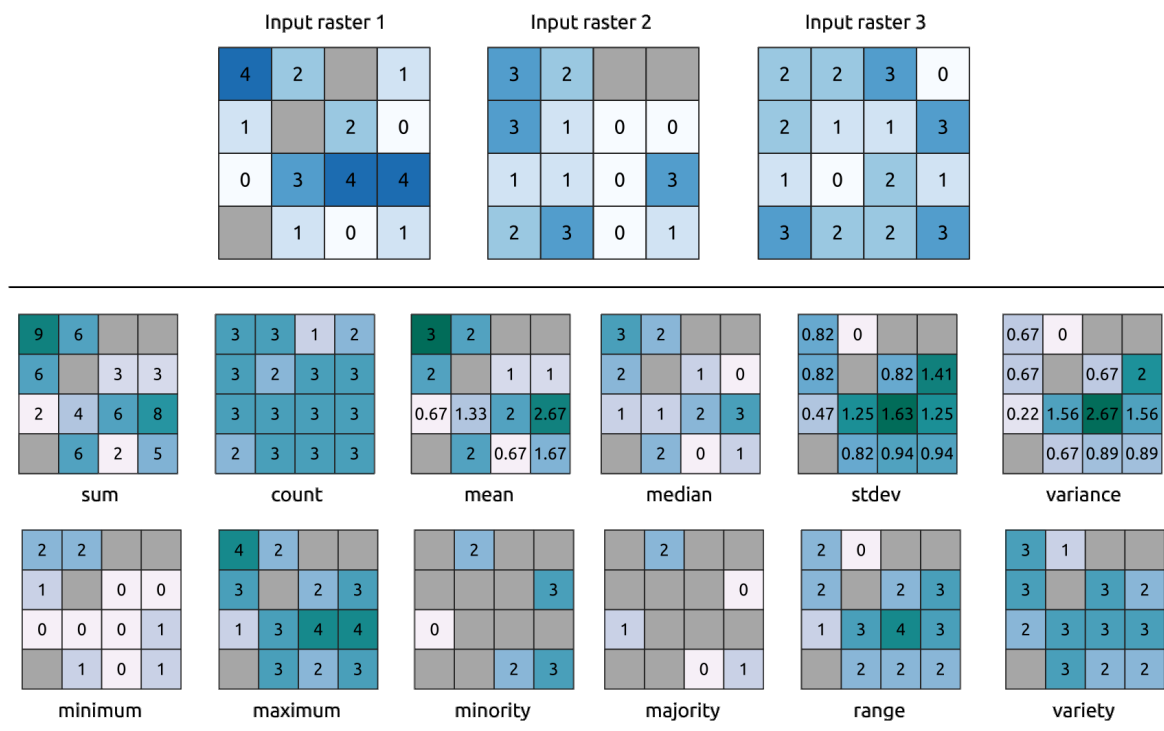 Input raster 1 Input raster 2 Input raster 3
4 2 1 3 2 2 2 3 0
1 2 0 3 1 0 0 2 1 1 3
0 3 4 4 1 1 0 3 1 0 2 1
1 0 1 2 3 0 1 3 2 2 3
9 6 3 3 1 2 3 2 3 2 0.82 0 0.67 0
6 3 3 3 2 3 3 2 1 1 2 1 0 0.82 0.82 1.41 0.67 0.67 2
2 4 6 8 3 3 3 3 0.67 1.33 2 2.67 1 1 2 3 0.47 1.25 1.63 1.25 0.22 1.56 2.67 1.56
6 2 5 2 3 3 3 2 0.67 1.67 2 0 1 0.82 0.94 0.94 0.67 0.89 0.89
sum count mean median stdev variance
2 2 4 2 2 2 2 0 3 1
1 0 0 3 2 3 3 0 2 2 3 3 3 2
0 0 0 1 1 3 4 4 0 1 1 3 4 3 2 3 3 3
1 0 1 3 2 3 2 3 0 1 2 2 2 3 2 2
minimum maximum minority majority range variety